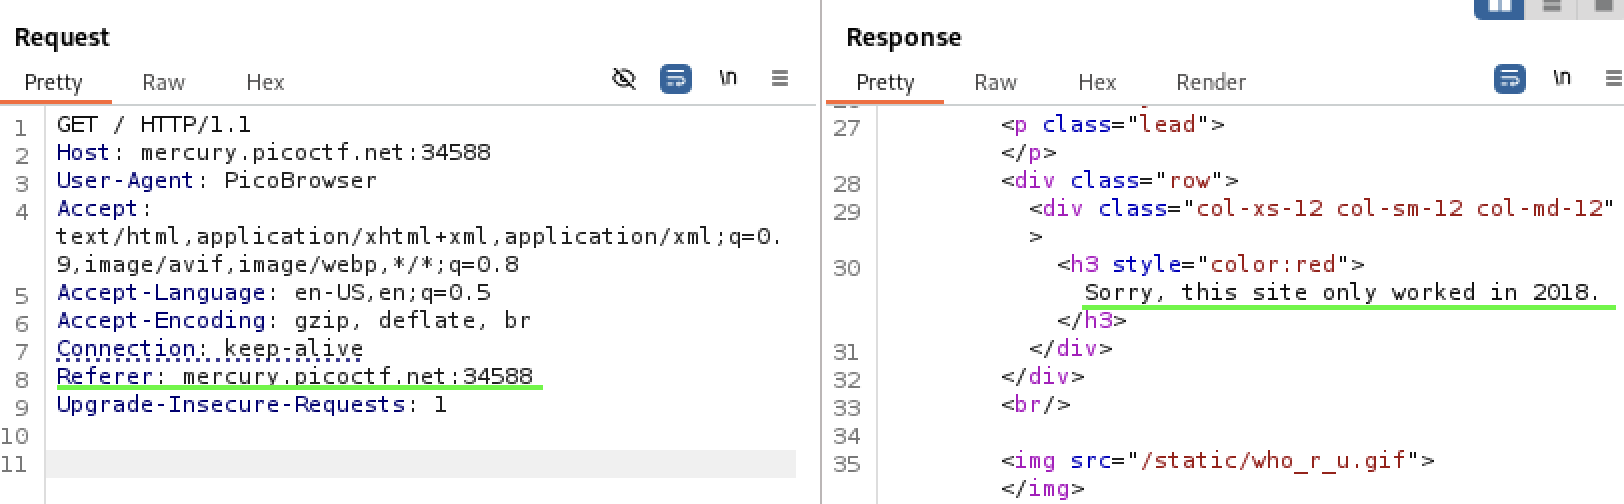 Request
Response
Pretty Raw Hex
\n
Pretty Raw Hex Render
\n
1 GET / HTTP/1.1
2 Host: mercury.picoctf.net:34588
3 User-Agent: PicoBrowser
4 Accept:
text/html,application/xhtml+xml,application/xml;q=0.
9,image/avif,image/webp,*/*;q=0.8
5 Accept-Language: en-US,en;q=0.5
6 Accept-Encoding: gzip, deflate, br
7 Connection: keep-alive
8 Referer: mercury.picoctf.net:34588
9 Upgrade-Insecure-Requests: 1
10
11
27 <p class="lead">
</p>
28 <div class="row">
29 <div class="col-xs-12 col-sm-12 col-md-12"
>
30 <h3 style="color:red">
Sorry, this site only worked in 2018.
</h3>
31 </div>
32 </div>
33 <br/>
34
35 <img src="/static/who_r_u.gif">
</img>